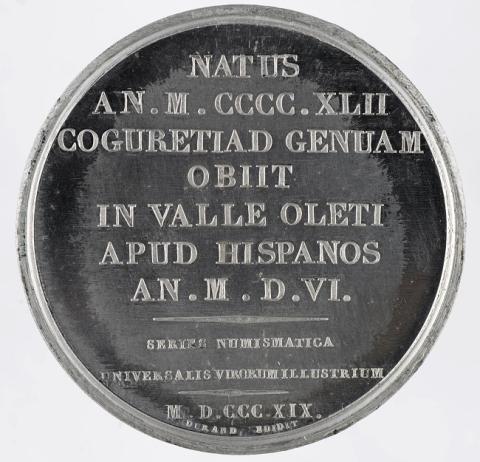 NATUS
AN. M. CCCC. XLII
COGURETIAD GENUAM
OBIIT
IN VALLE OLETI
APUD HISPANOS
AN. M. D. VI.
SERIES NUMISMATICA
UNIVERSALIS VIRORUM ILLUSTRIUM
M. D. CCC. XIX.
DURAND EDIDIT